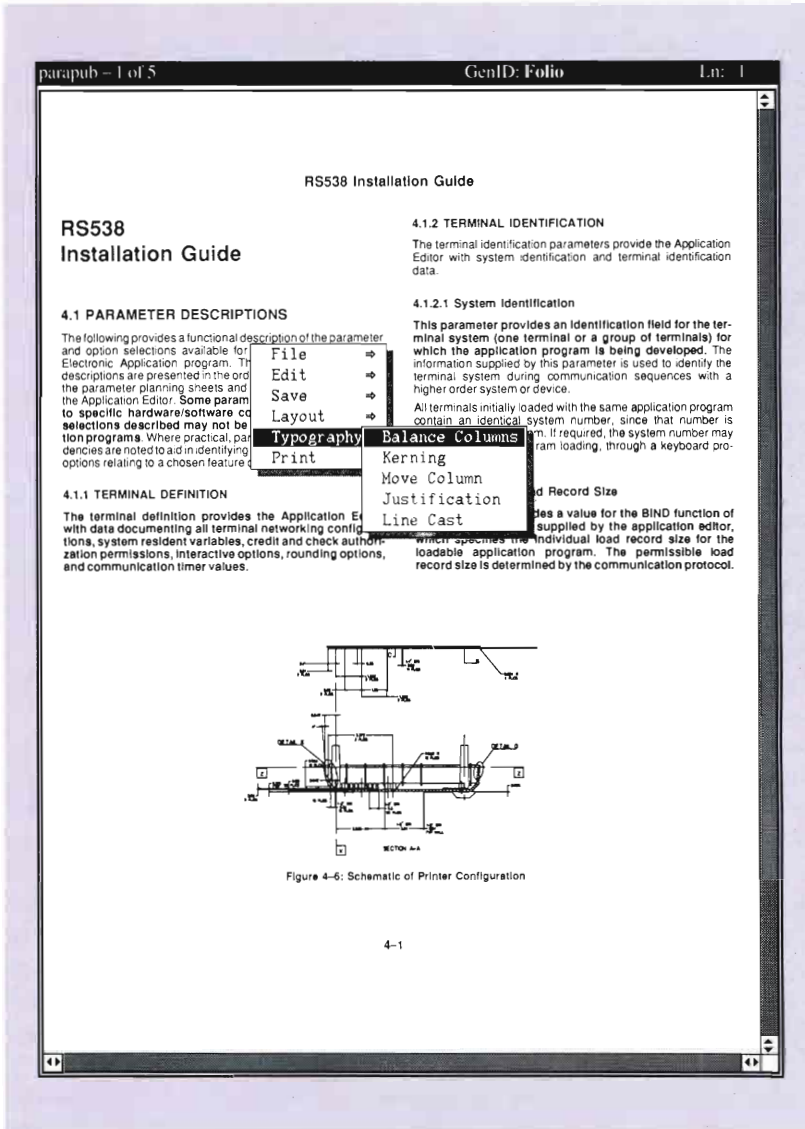 parapub – 1 of 5 GenID: Folio Ln: 1
RS538 Installation Guide
RS538
Installation Guide
4.1 PARAMETER DESCRIPTIONS
The following provides a functional description of the parameter
and option selections available for
Electronic Application program. Th
descriptions are presented in the ord
the parameter planning sheets and
the Application Editor. Some param
to specific hardware/software co
selections described may not be
tion programs. Where practical, par
dencies are noted to aid in identifying
options relating to a chosen feature
4.1.1 TERMINAL DEFINITION
The terminal definition provides the Application E
with data documenting all terminal networking config
tions, system resident variables, credit and check authori-
zation permissions, interactive options, rounding options,
and communication timer values.
File ⇒
Edit ⇒
Save ⇒
Layout ⇒
Typography
Print
Balance Columns
Kerning
Move Column
Justification
Line Cast
4.1.2 TERMINAL IDENTIFICATION
The terminal identification parameters provide the Application
Editor with system identification and terminal identification
data.
4.1.2.1 System Identification
This parameter provides an identification field for the ter-
minal system (one terminal or a group of terminals) for
which the application program is being developed. The
information supplied by this parameter is used to identify the
terminal system during communication sequences with a
higher order system or device.
All terminals initially loaded with the same application program
contain an identical system number, since that number is
m. If required, the system number may
ram loading, through a keyboard pro-
d Record Size
des a value for the BIND function of
supplied by the application editor,
which specifies the individual load record size for the
loadable application program. The permissible load
record size is determined by the communication protocol.
DETAIL D
SECTION A-A
Figure 4–6: Schematic of Printer Configuration
4–1